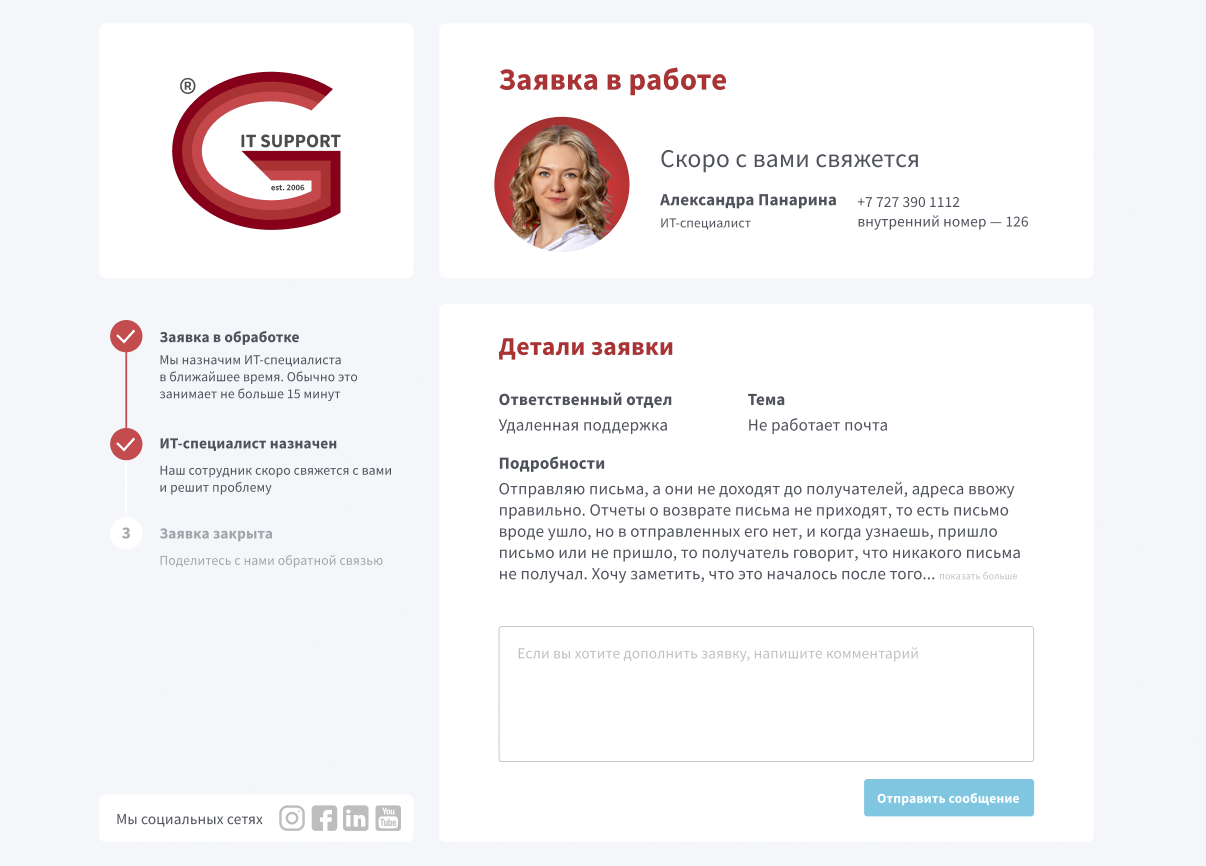 ®
IT SUPPORT
est. 2006
Заявка в работе
Скоро с вами свяжется
Александра Панарина
ИТ-специалист
+7 727 390 1112
внутренний номер — 126
Заявка в обработке
Мы назначим ИТ-специалиста
в ближайшее время. Обычно это
занимает не больше 15 минут
ИТ-специалист назначен
Наш сотрудник скоро свяжется с вами
и решит проблему
3
Заявка закрыта
Поделитесь с нами обратной связью
Мы социальных сетях
You
Tube
Детали заявки
Ответственный отдел
Удаленная поддержка
Тема
Не работает почта
Подробности
Отправляю письма, а они не доходят до получателей, адреса ввожу
правильно. Отчеты о возврате письма не приходят, то есть письмо
вроде ушло, но в отправленных его нет, и когда узнаешь, пришло
письмо или не пришло, то получатель говорит, что никакого письма
не получал. Хочу заметить, что это началось после того... показать больше
Если вы хотите дополнить заявку, напишите комментарий
Отправить сообщение